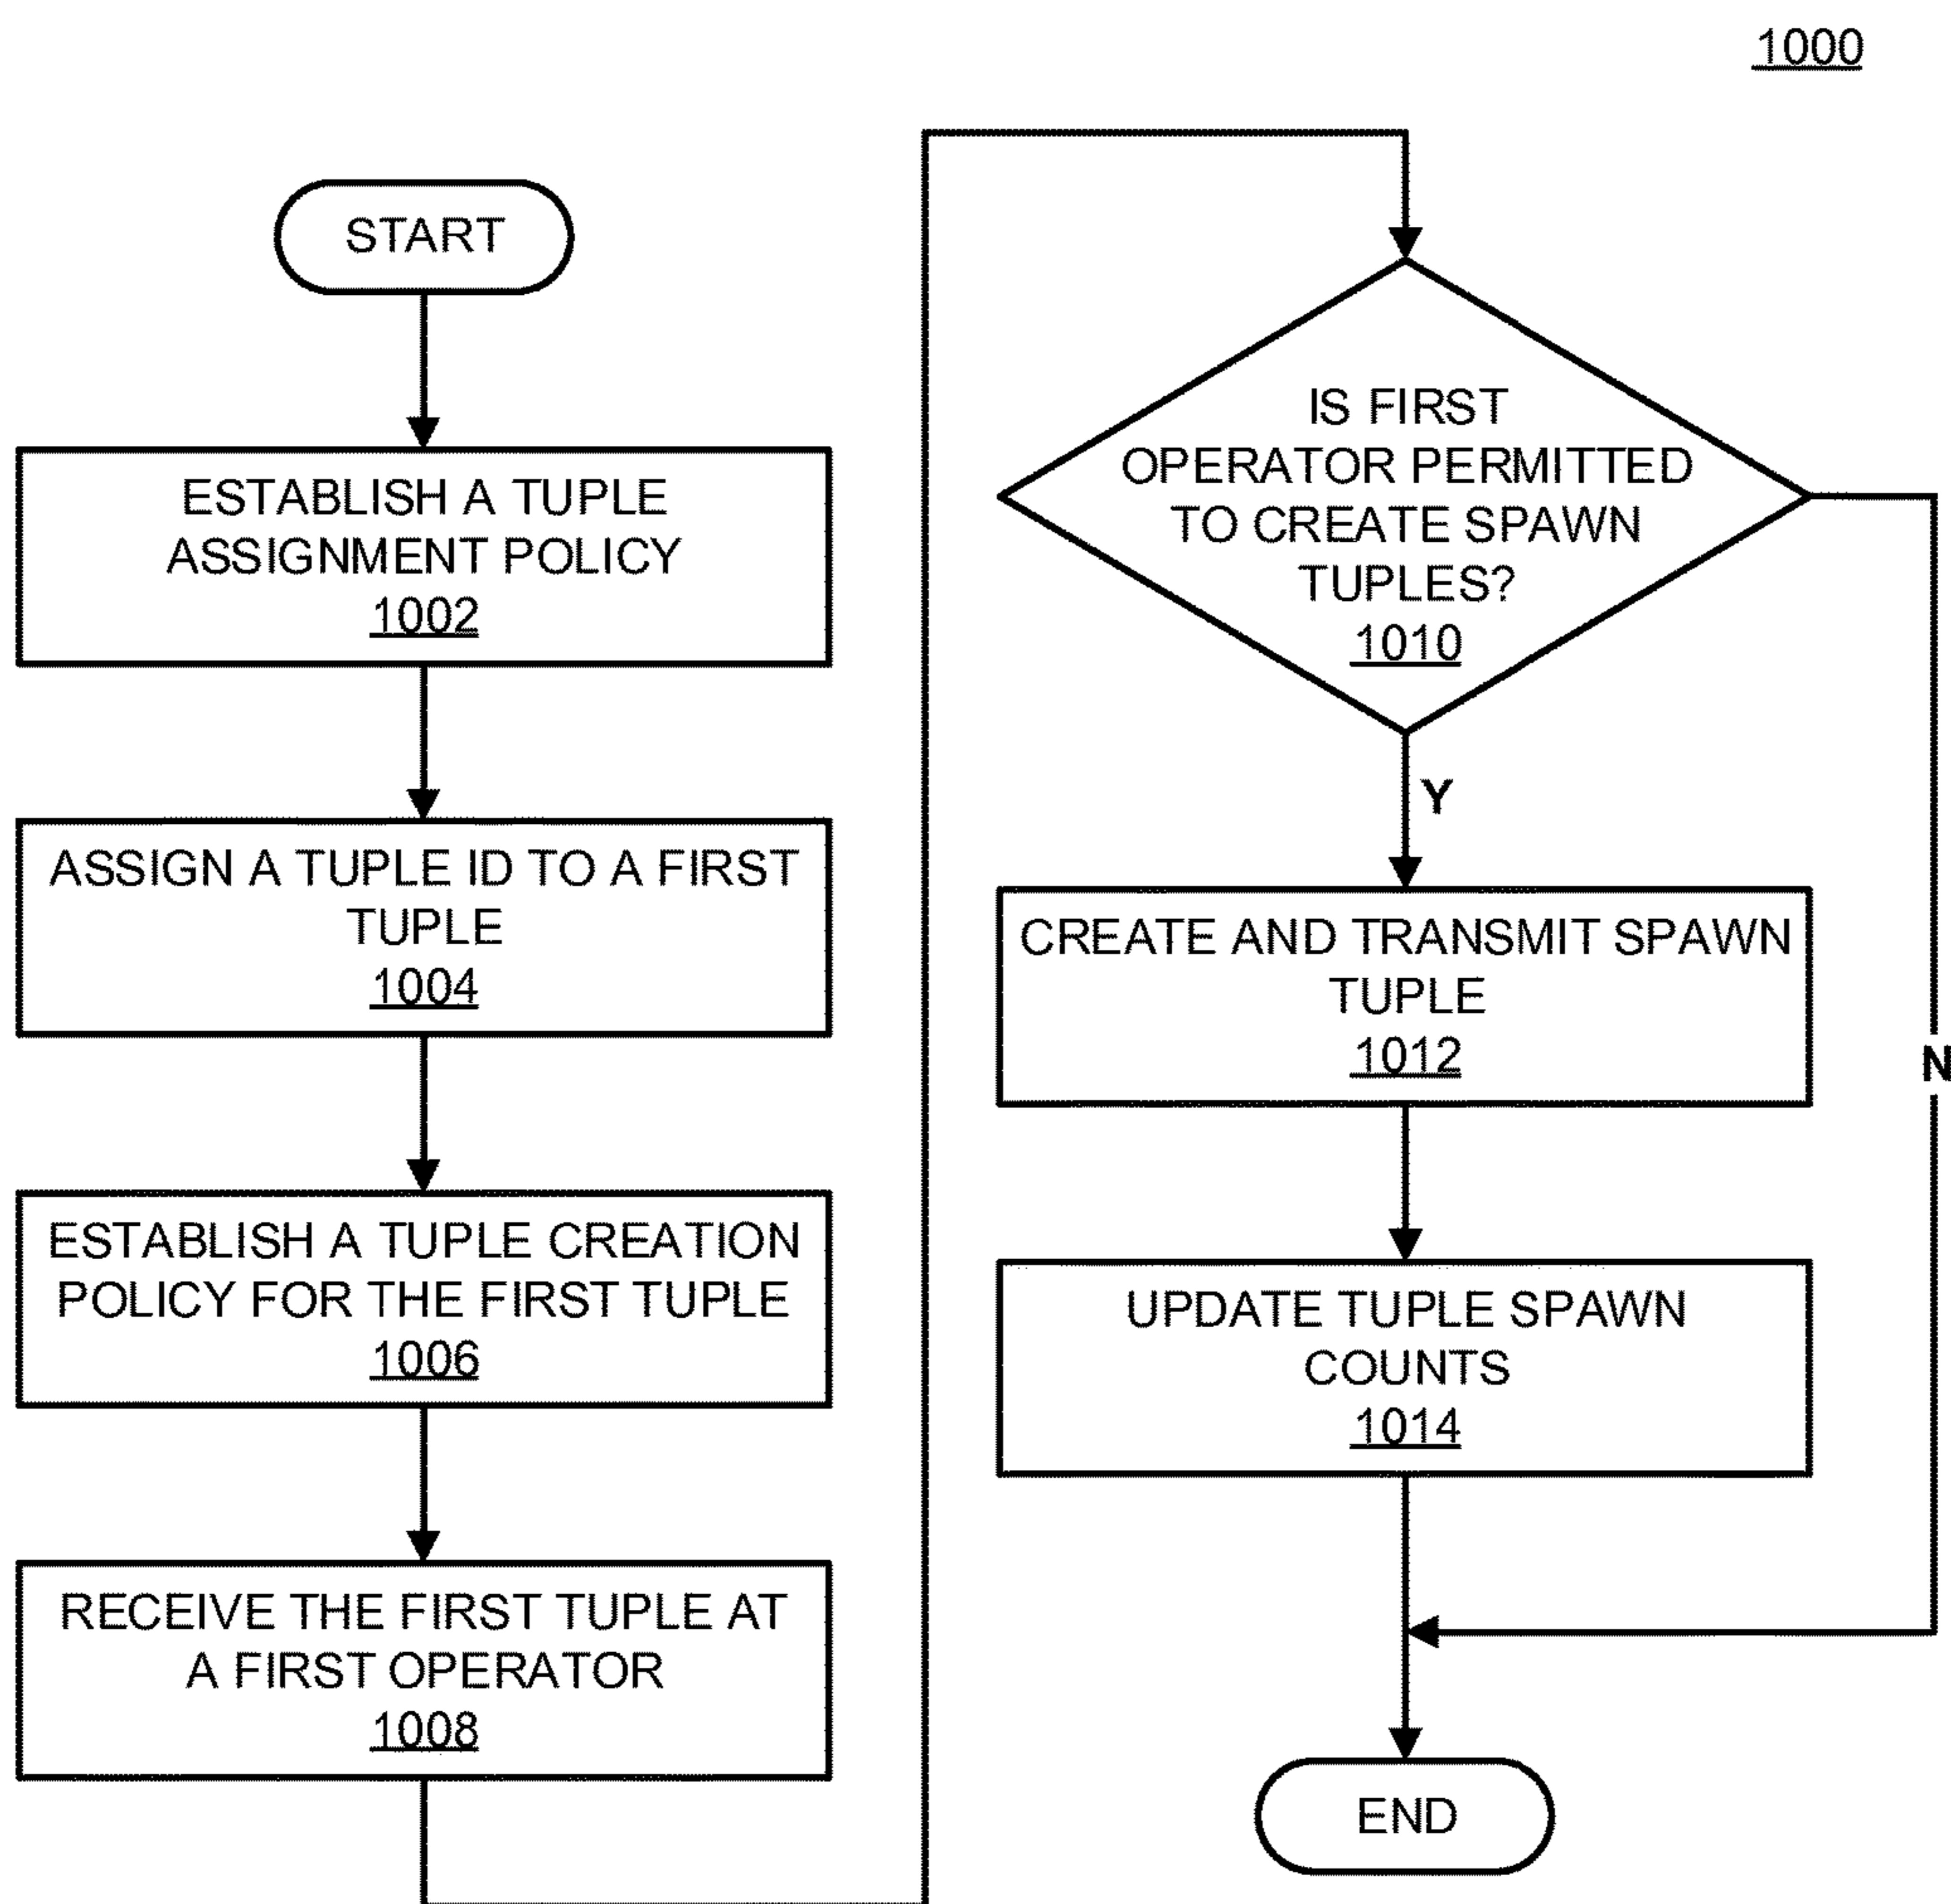 1000
START
ESTABLISH A TUPLE
ASSIGNMENT POLICY
1002
ASSIGN A TUPLE ID TO A FIRST
TUPLE
1004
ESTABLISH A TUPLE CREATION
POLICY FOR THE FIRST TUPLE
1006
RECEIVE THE FIRST TUPLE AT
A FIRST OPERATOR
1008
IS FIRST
OPERATOR PERMITTED
TO CREATE SPAWN
TUPLES?
1010
Y
N
CREATE AND TRANSMIT SPAWN
TUPLE
1012
UPDATE TUPLE SPAWN
COUNTS
1014
END